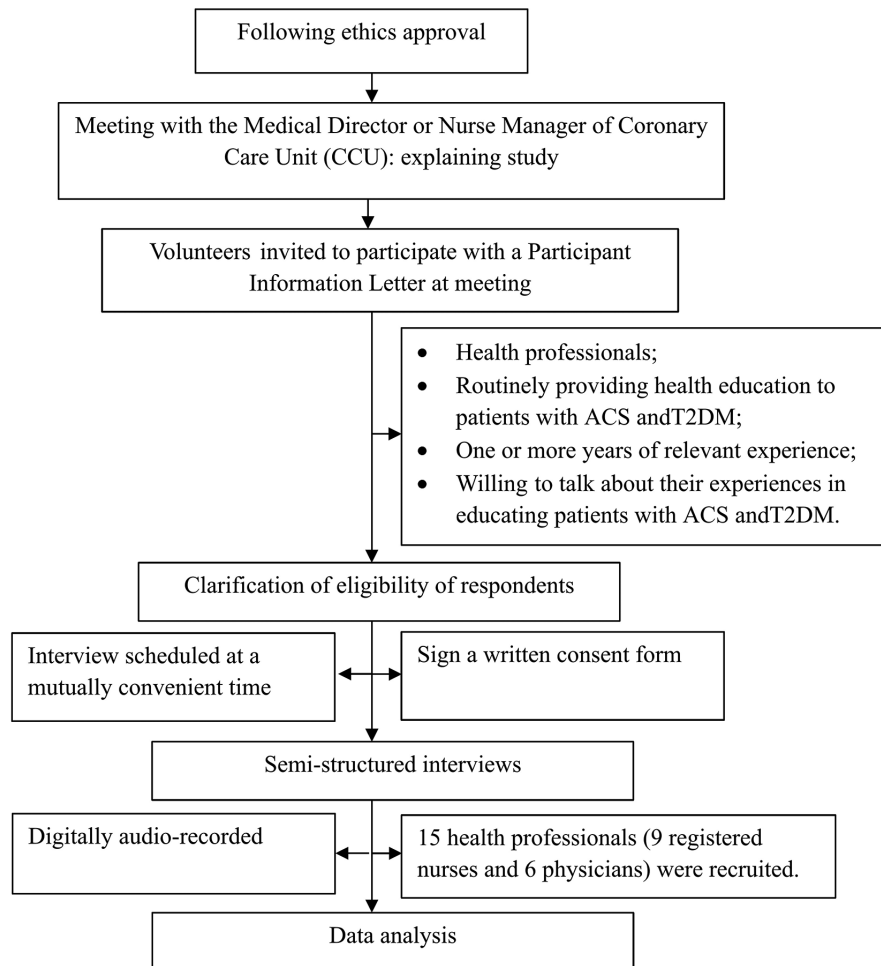 Following ethics approval
Meeting with the Medical Director or Nurse Manager of Coronary
Care Unit (CCU): explaining study
Volunteers invited to participate with a Participant
Information Letter at meeting
• Health professionals;
• Routinely providing health education to
patients with ACS andT2DM;
• One or more years of relevant experience;
• Willing to talk about their experiences in
educating patients with ACS andT2DM.
Clarification of eligibility of respondents
Interview scheduled at a
mutually convenient time
Sign a written consent form
Semi-structured interviews
Digitally audio-recorded
15 health professionals (9 registered
nurses and 6 physicians) were recruited.
Data analysis